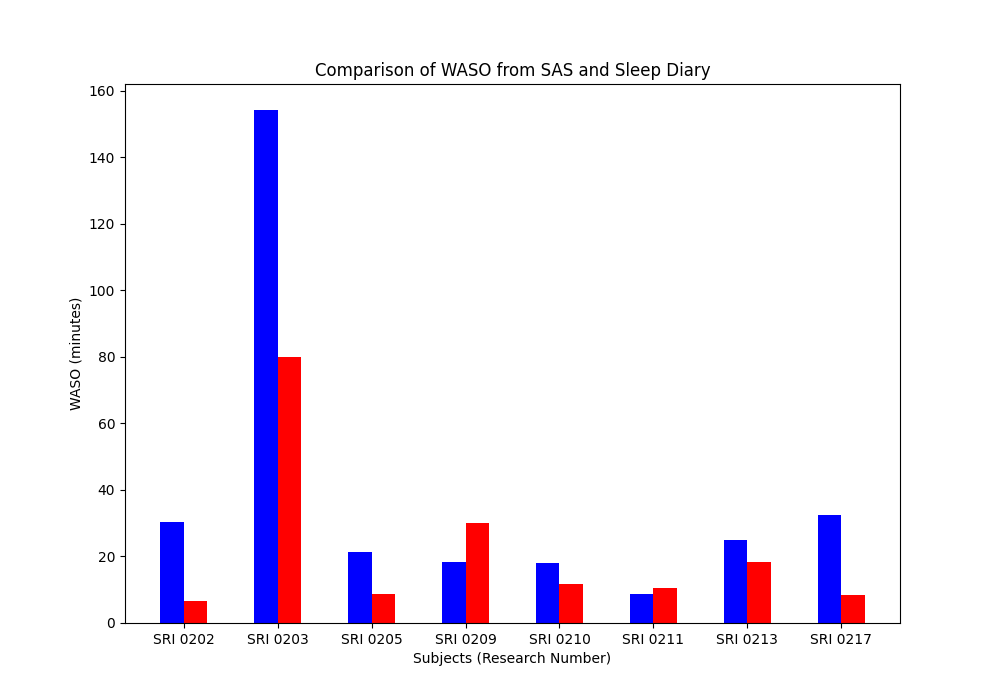 Comparison of WASO from SAS and Sleep Diary
160
140
120
100
80
60
40
20
0
WASO (minutes)
SRI 0202 SRI 0203 SRI 0205 SRI 0209 SRI 0210 SRI 0211 SRI 0213 SRI 0217
Subjects (Research Number)